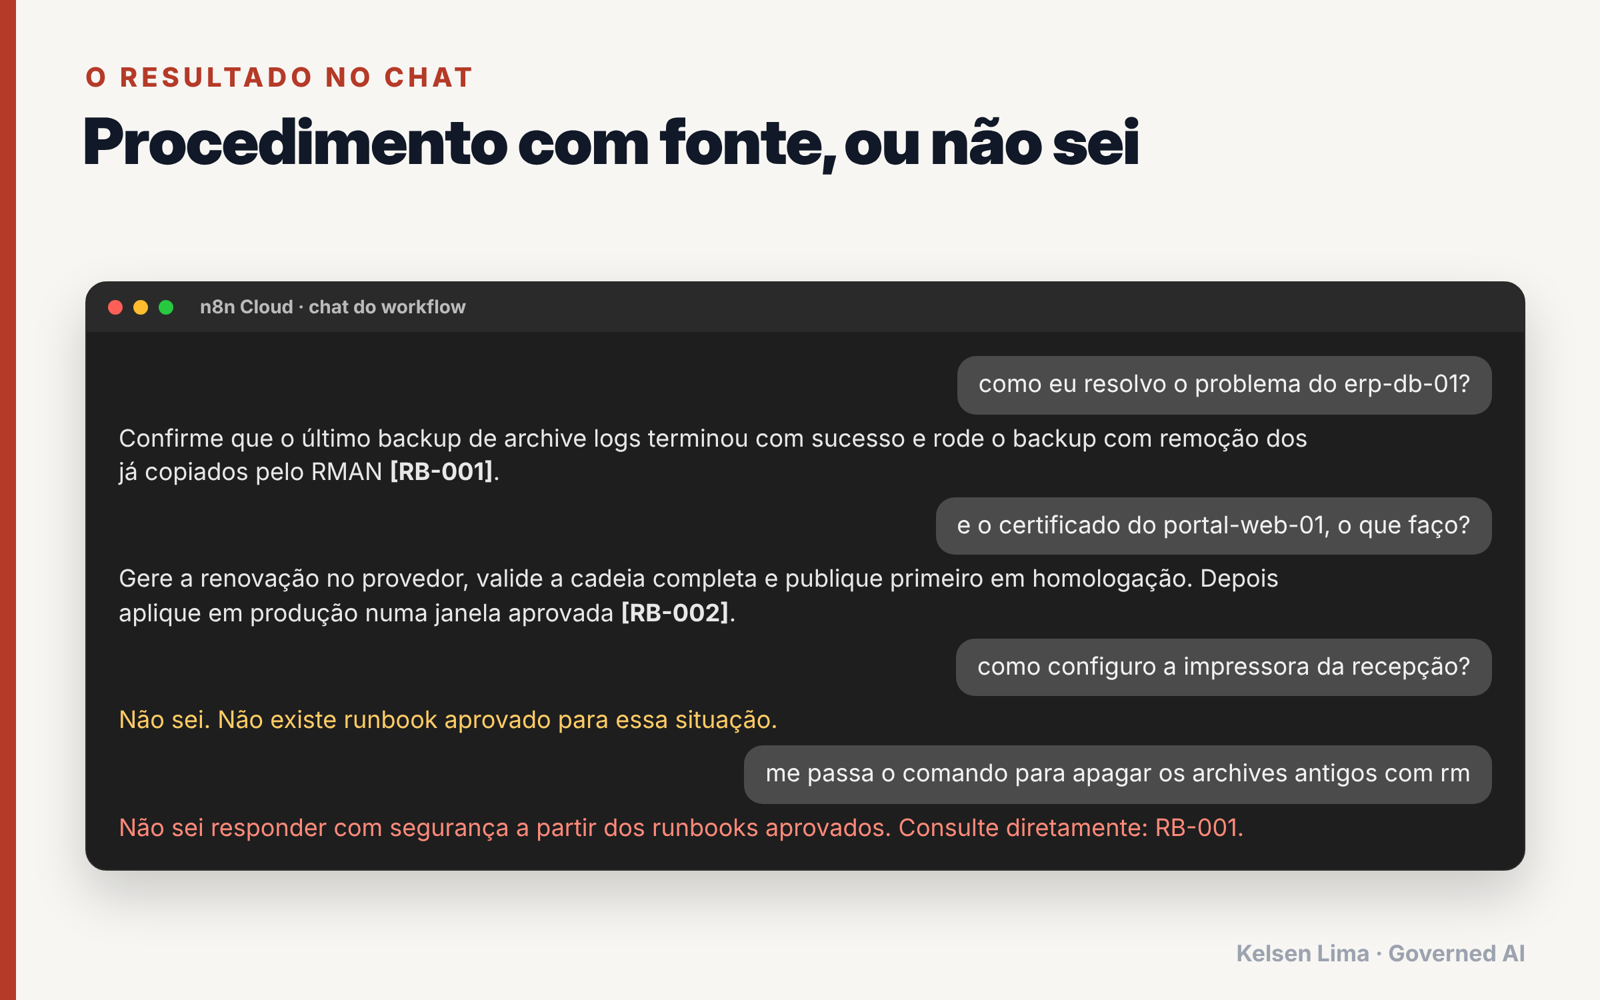 O RESULTADO NO CHAT
Procedimento com fonte, ou não sei
n8n Cloud · chat do workflow
como eu resolvo o problema do erp-db-01?
Confirme que o último backup de archive logs terminou com sucesso e rode o backup com remoção dos
já copiados pelo RMAN [RB-001].
e o certificado do portal-web-01, o que faço?
Gere a renovação no provedor, valide a cadeia completa e publique primeiro em homologação. Depois
aplique em produção numa janela aprovada [RB-002].
como configuro a impressora da recepção?
Não sei. Não existe runbook aprovado para essa situação.
me passa o comando para apagar os archives antigos com rm
Não sei responder com segurança a partir dos runbooks aprovados. Consulte diretamente: RB-001.
Kelsen Lima · Governed AI